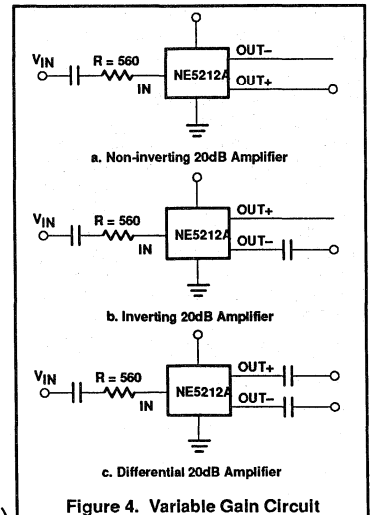 OUT–
VIN R = 560
NE5212A
OUT+
IN
a. Non-inverting 20dB Amplifier
OUT+
VIN R = 560
NE5212A
OUT–
IN
b. Inverting 20dB Amplifier
OUT+
VIN R = 560
NE5212A
OUT–
IN
c. Differential 20dB Amplifier
Figure 4. Variable Gain Circuit
)